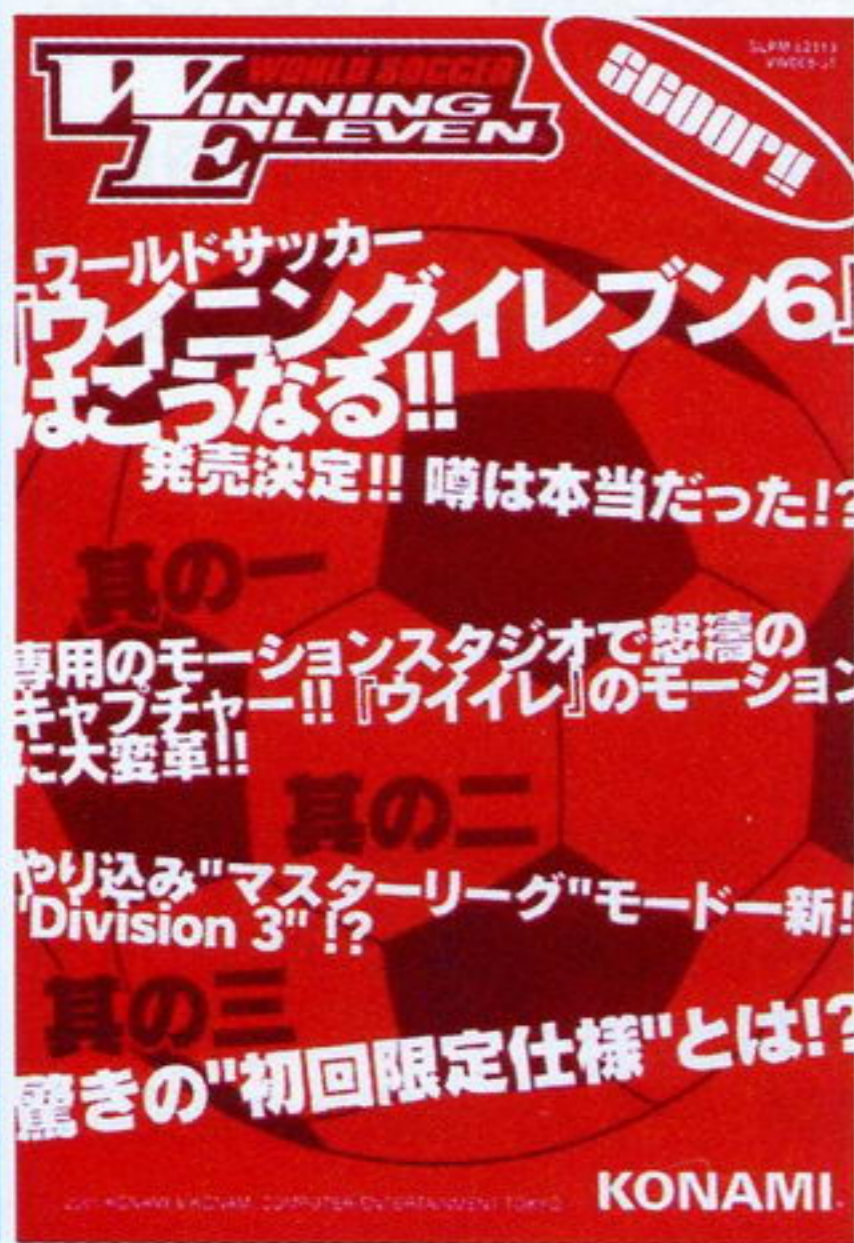 WORLD SOCCER
WINNING
ELEVEN
SCOOP!!
ワールドサッカー
『ウイニングイレブン6』
はこうなる!!
発売決定!! 噂は本当だった!?
其の一
専用のモーションスタジオで怒濤の
キャプチャー!! 『ウイイレ』のモーション
に大変革!!
其の二
やり込み"マスターリーグ"モード一新!
"Division 3" !?
其の三
驚きの"初回限定仕様"とは!?
KONAMI
KONAMI & KONAMI COMPUTER ENTERTAINMENT TOKYO